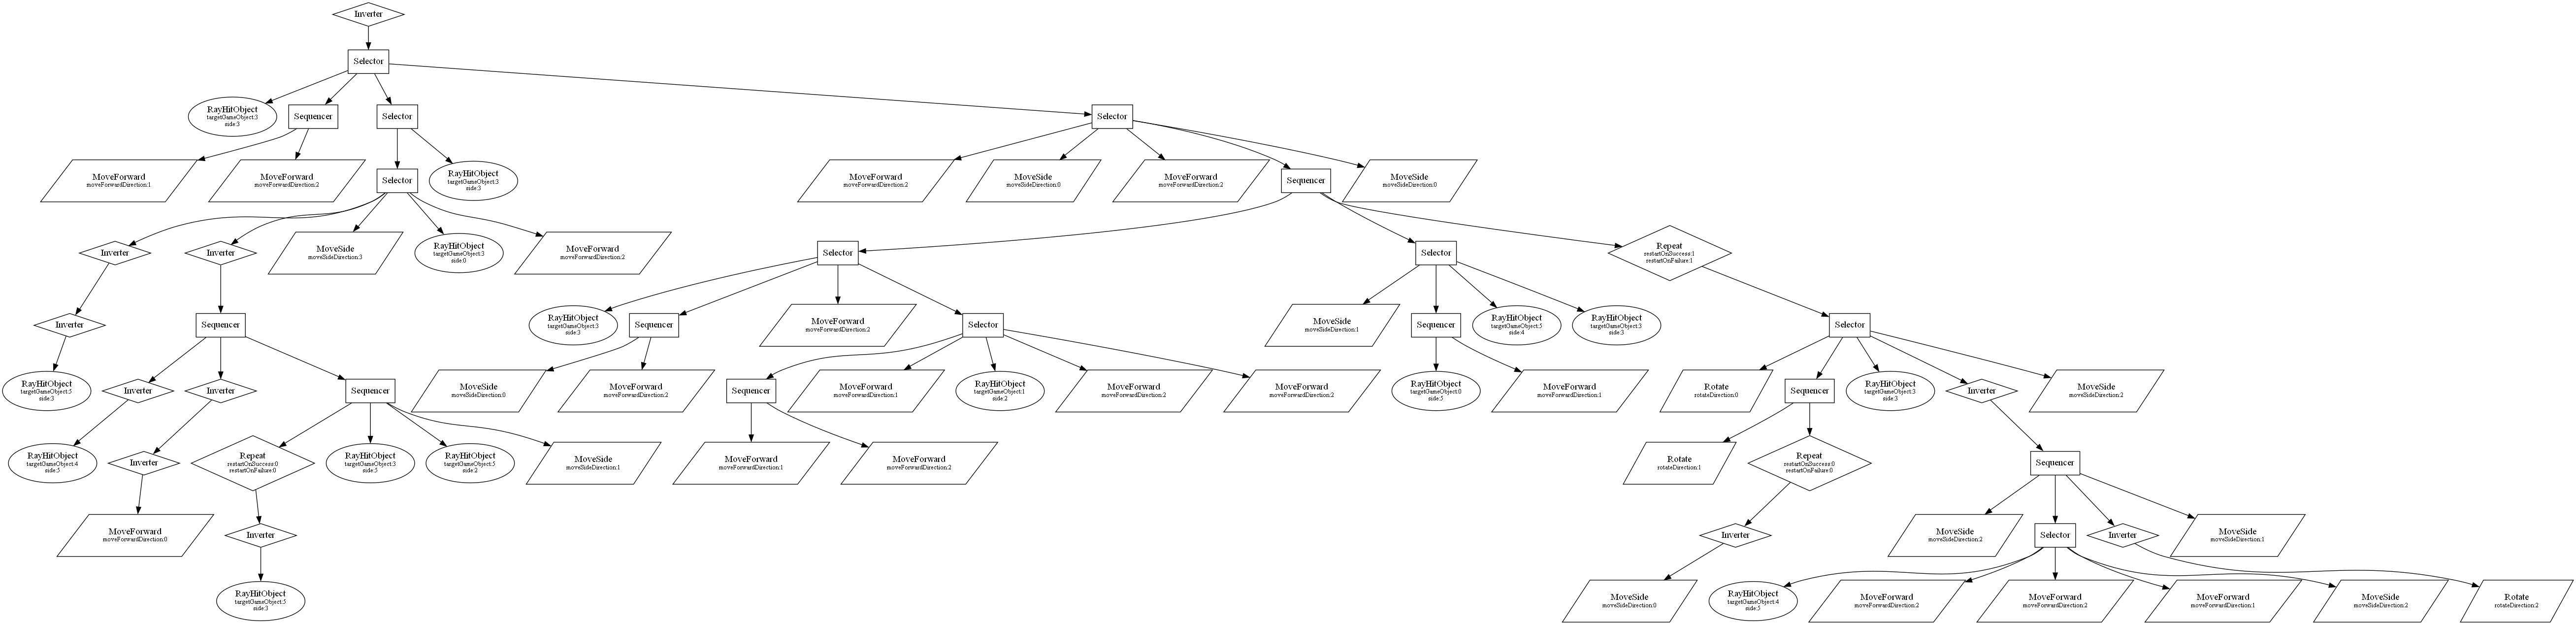 Inverter
Selector
RayHitObject
targetGameObject:3
side:3
Sequencer
Selector
Selector
MoveForward
moveForwardDirection:1
MoveForward
moveForwardDirection:2
Selector
RayHitObject
targetGameObject:3
side:3
MoveForward
moveForwardDirection:2
MoveSide
moveSideDirection:0
MoveForward
moveForwardDirection:2
Sequencer
MoveSide
moveSideDirection:0
Inverter
Inverter
MoveSide
moveSideDirection:3
RayHitObject
targetGameObject:3
side:0
MoveForward
moveForwardDirection:2
Selector
Selector
Repeat
restartOnSuccess:1
restartOnFailure:1
Inverter
Sequencer
RayHitObject
targetGameObject:3
side:3
Sequencer
MoveForward
moveForwardDirection:2
Selector
MoveSide
moveSideDirection:1
Sequencer
RayHitObject
targetGameObject:5
side:4
RayHitObject
targetGameObject:3
side:3
Selector
RayHitObject
targetGameObject:5
side:3
Inverter
Inverter
Sequencer
MoveSide
moveSideDirection:0
MoveForward
moveForwardDirection:2
Sequencer
MoveForward
moveForwardDirection:1
RayHitObject
targetGameObject:1
side:2
MoveForward
moveForwardDirection:2
MoveForward
moveForwardDirection:2
RayHitObject
targetGameObject:0
side:5
MoveForward
moveForwardDirection:1
Rotate
rotateDirection:0
Sequencer
RayHitObject
targetGameObject:3
side:3
Inverter
MoveSide
moveSideDirection:2
RayHitObject
targetGameObject:4
side:5
Inverter
Repeat
restartOnSuccess:0
restartOnFailure:0
RayHitObject
targetGameObject:3
side:5
RayHitObject
targetGameObject:5
side:2
MoveSide
moveSideDirection:1
MoveForward
moveForwardDirection:1
MoveForward
moveForwardDirection:2
Rotate
rotateDirection:1
Repeat
restartOnSuccess:0
restartOnFailure:0
Sequencer
MoveForward
moveForwardDirection:0
Inverter
Inverter
MoveSide
moveSideDirection:2
Selector
Inverter
MoveSide
moveSideDirection:1
RayHitObject
targetGameObject:5
side:3
MoveSide
moveSideDirection:0
RayHitObject
targetGameObject:4
side:5
MoveForward
moveForwardDirection:2
MoveForward
moveForwardDirection:2
MoveForward
moveForwardDirection:1
MoveSide
moveSideDirection:2
Rotate
rotateDirection:2